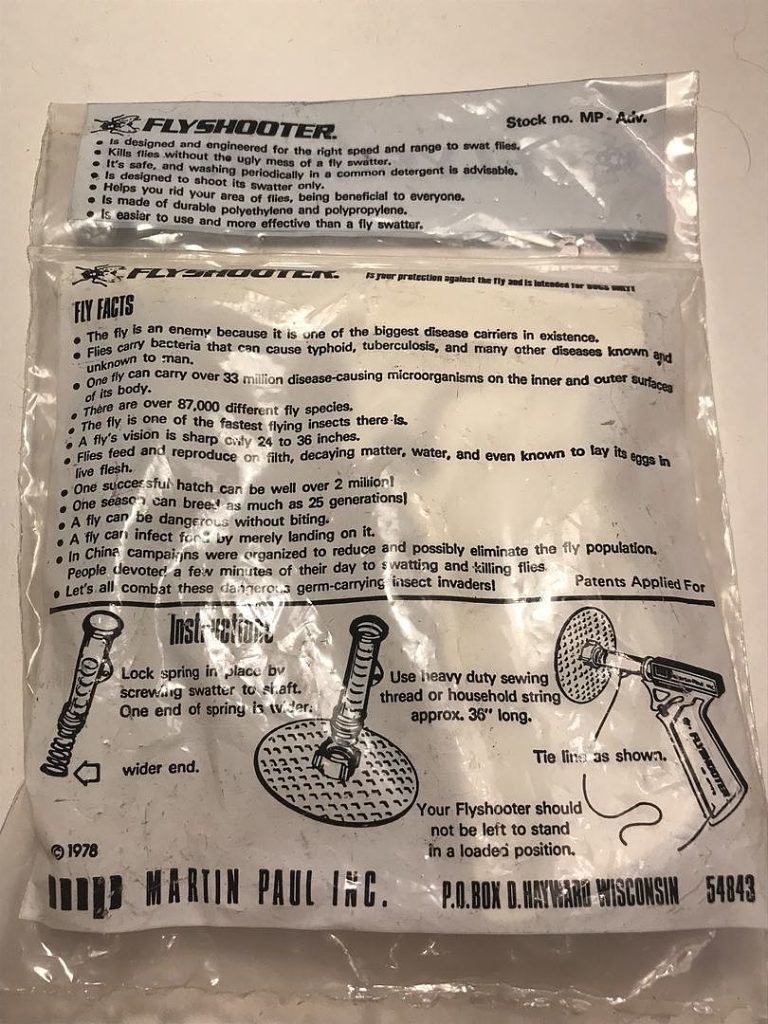 FLYSHOOTER.
Stock no. MP - Adv.
• Is designed and engineered for the right speed and range to swat flies.
• Kills flies without the ugly mess of a fly swatter.
• It's safe, and washing periodically in a common detergent is advisable.
• Is designed to shoot its swatter only.
• Helps you rid your area of flies, being beneficial to everyone.
• Is made of durable polyethylene and polypropylene.
• Is easier to use and more effective than a fly swatter.
FLYSHOOTER.
Is your protection against the fly and is intended for BUGS ONLY!
FLY FACTS
• The fly is an enemy because it is one of the biggest disease carriers in existence.
• Flies carry bacteria that can cause typhoid, tuberculosis, and many other diseases known and
unknown to man.
• One fly can carry over 33 million disease-causing microorganisms on the inner and outer surfaces
of its body.
• There are over 87,000 different fly species.
• The fly is one of the fastest flying insects there is.
• A fly's vision is sharp only 24 to 36 inches.
• Flies feed and reproduce on filth, decaying matter, water, and even known to lay its eggs in
live flesh.
• One successful hatch can be well over 2 million!
• One season can breed as much as 25 generations!
• A fly can be dangerous without biting.
• A fly can infect food by merely landing on it.
• In China campaigns were organized to reduce and possibly eliminate the fly population.
People devoted a few minutes of their day to swatting and killing flies.
• Let's all combat these dangerous germ-carrying insect invaders!
Patents Applied For
Instructions
Lock spring in place by
screwing swatter to shaft.
One end of spring is wider.
wider end.
Use heavy duty sewing
thread or household string
approx. 36" long.
Tie line as shown.
FLYSHOOTER
Your Flyshooter should
not be left to stand
in a loaded position.
© 1978
MARTIN PAUL INC.
P.O. BOX D. HAYWARD WISCONSIN 54843